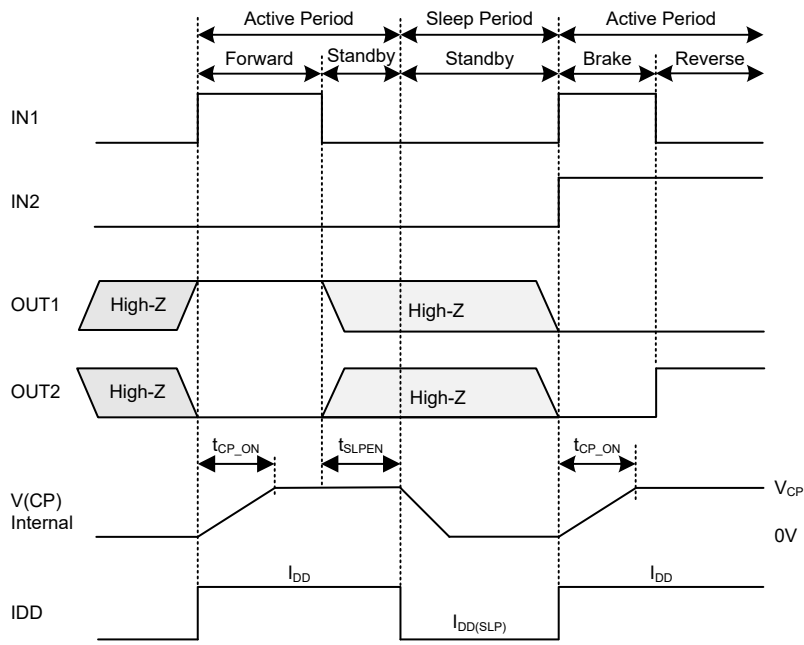 Active Period Sleep Period Active Period
Forward Standby Standby Brake Reverse
IN1
IN2
OUT1 High-Z High-Z
OUT2 High-Z High-Z
tCP_ON tSLPEN tCP_ON
V(CP)
Internal
VCP
0V
IDD IDD IDD
IDD(SLP)